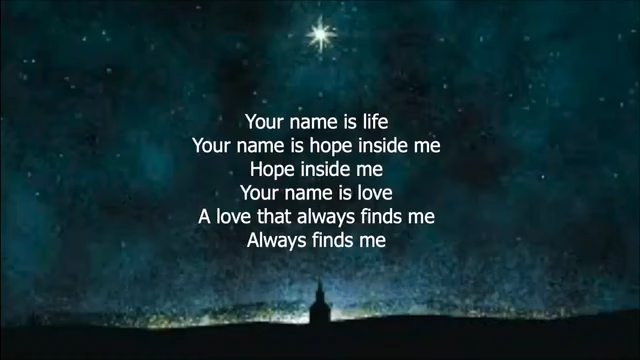 Your name is life
Your name is hope inside me
Hope inside me
Your name is love
A love that always finds me
Always finds me